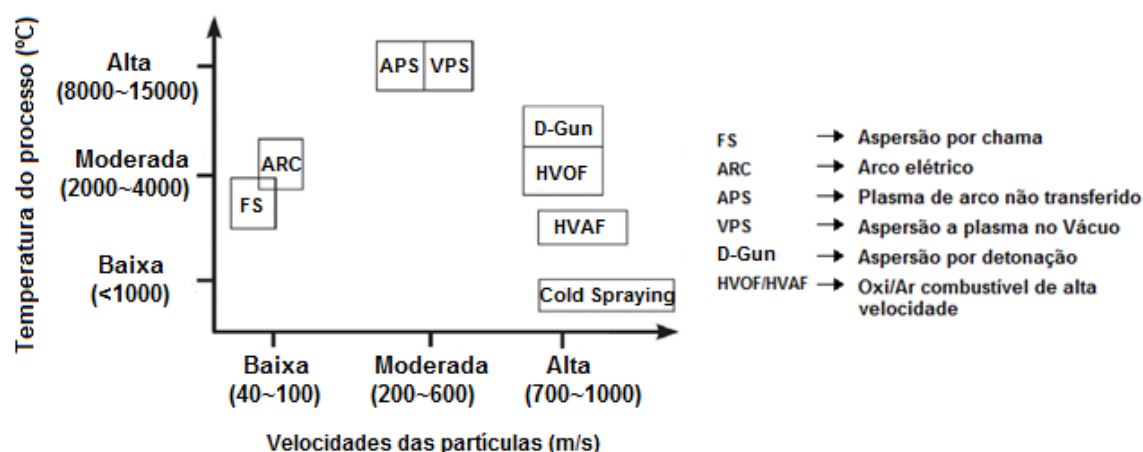 Temperatura do processo (ºC)
Alta
(8000~15000)
Moderada
(2000~4000)
Baixa
(<1000)
APS
VPS
D-Gun
ARC
HVOF
FS
HVAF
Cold Spraying
Baixa
(40~100)
Moderada
(200~600)
Alta
(700~1000)
Velocidades das partículas (m/s)
FS → Aspersão por chama
ARC → Arco elétrico
APS → Plasma de arco não transferido
VPS → Aspersão a plasma no Vácuo
D-Gun → Aspersão por detonação
HVOF/HVAF → Oxi/Ar combustível de alta
velocidade